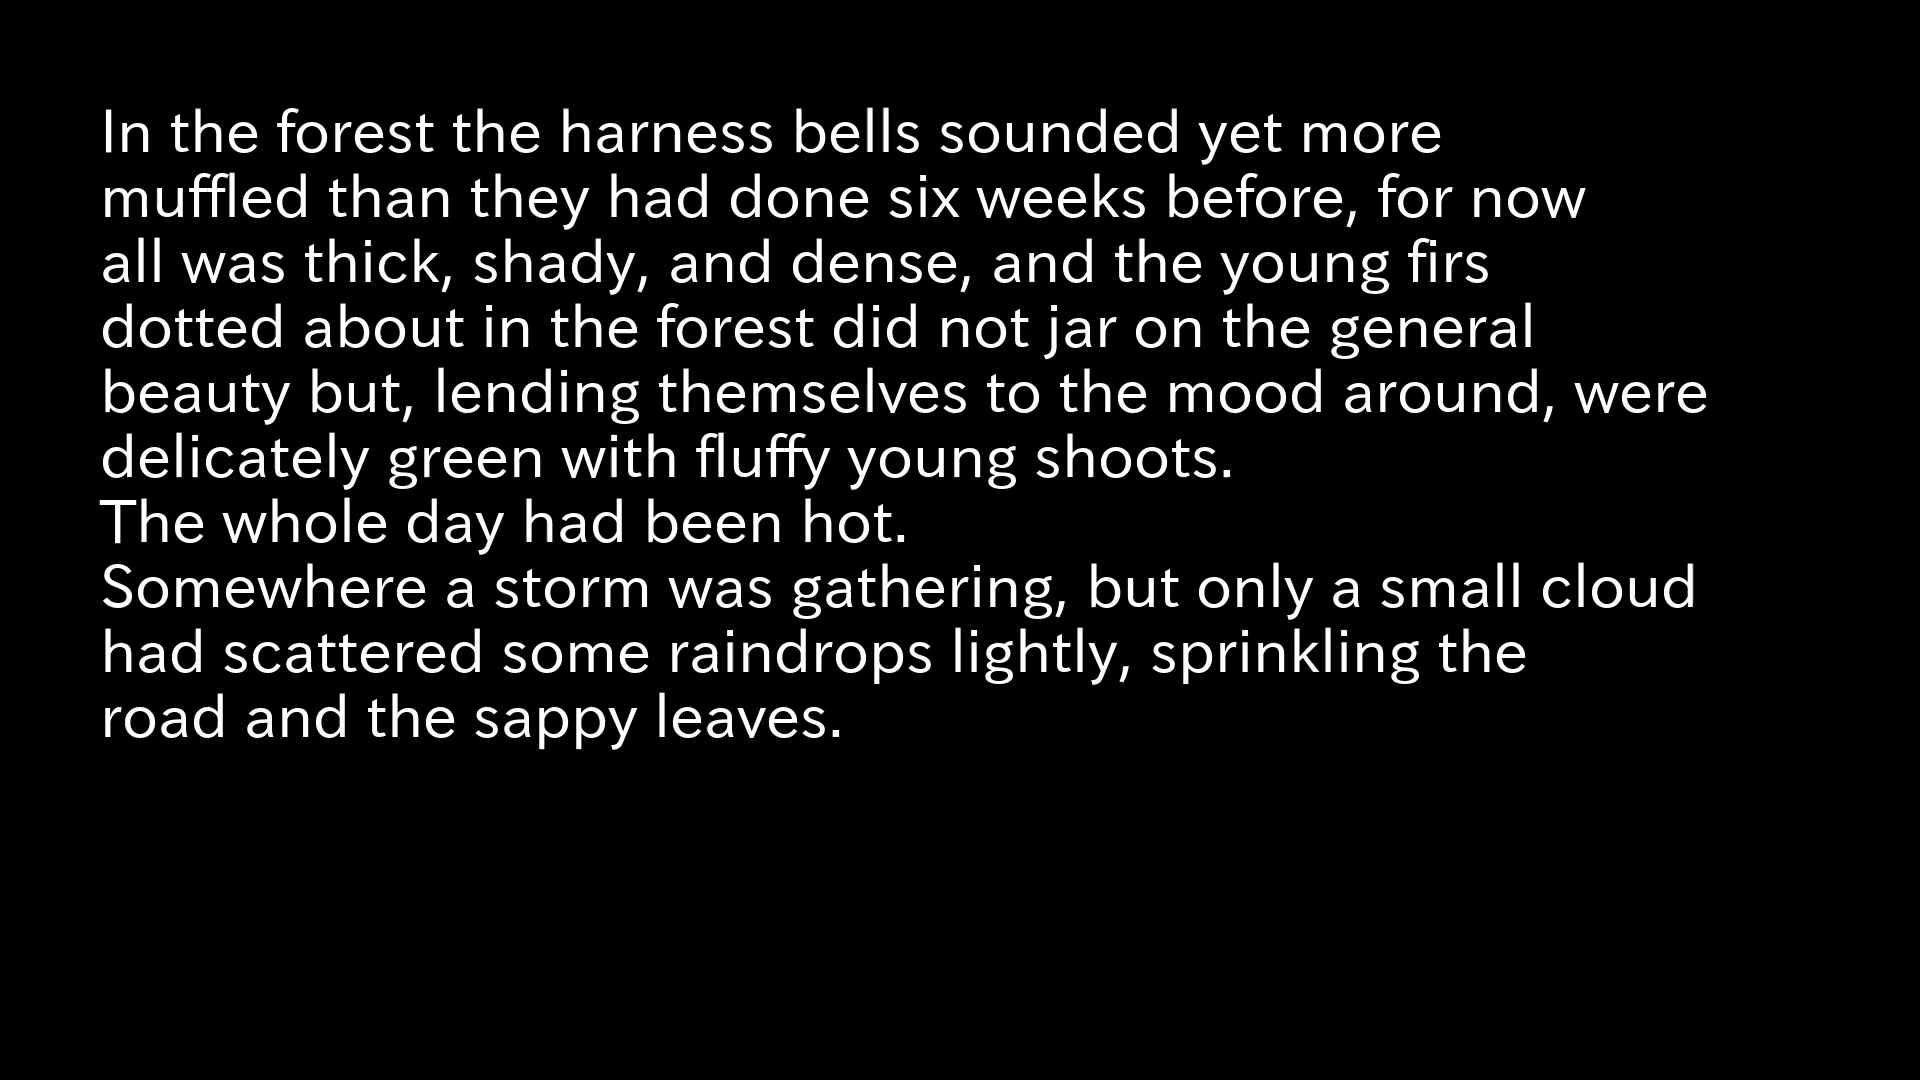 In the forest the harness bells sounded yet more
muffled than they had done six weeks before, for now
all was thick, shady, and dense, and the young firs
dotted about in the forest did not jar on the general
beauty but, lending themselves to the mood around, were
delicately green with fluffy young shoots.
The whole day had been hot.
Somewhere a storm was gathering, but only a small cloud
had scattered some raindrops lightly, sprinkling the
road and the sappy leaves.